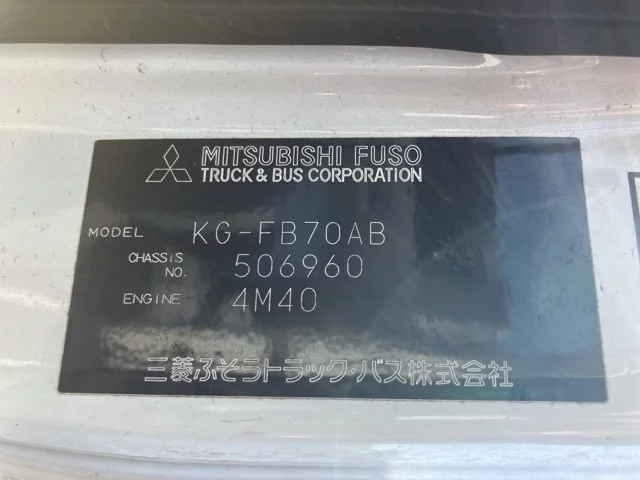 MITSUBISHI FUSO
TRUCK & BUS CORPORATION
MODEL KG-FB70AB
CHASSIS NO. 506960
ENGINE 4M40
三菱ふそうトラック・バス株式会社